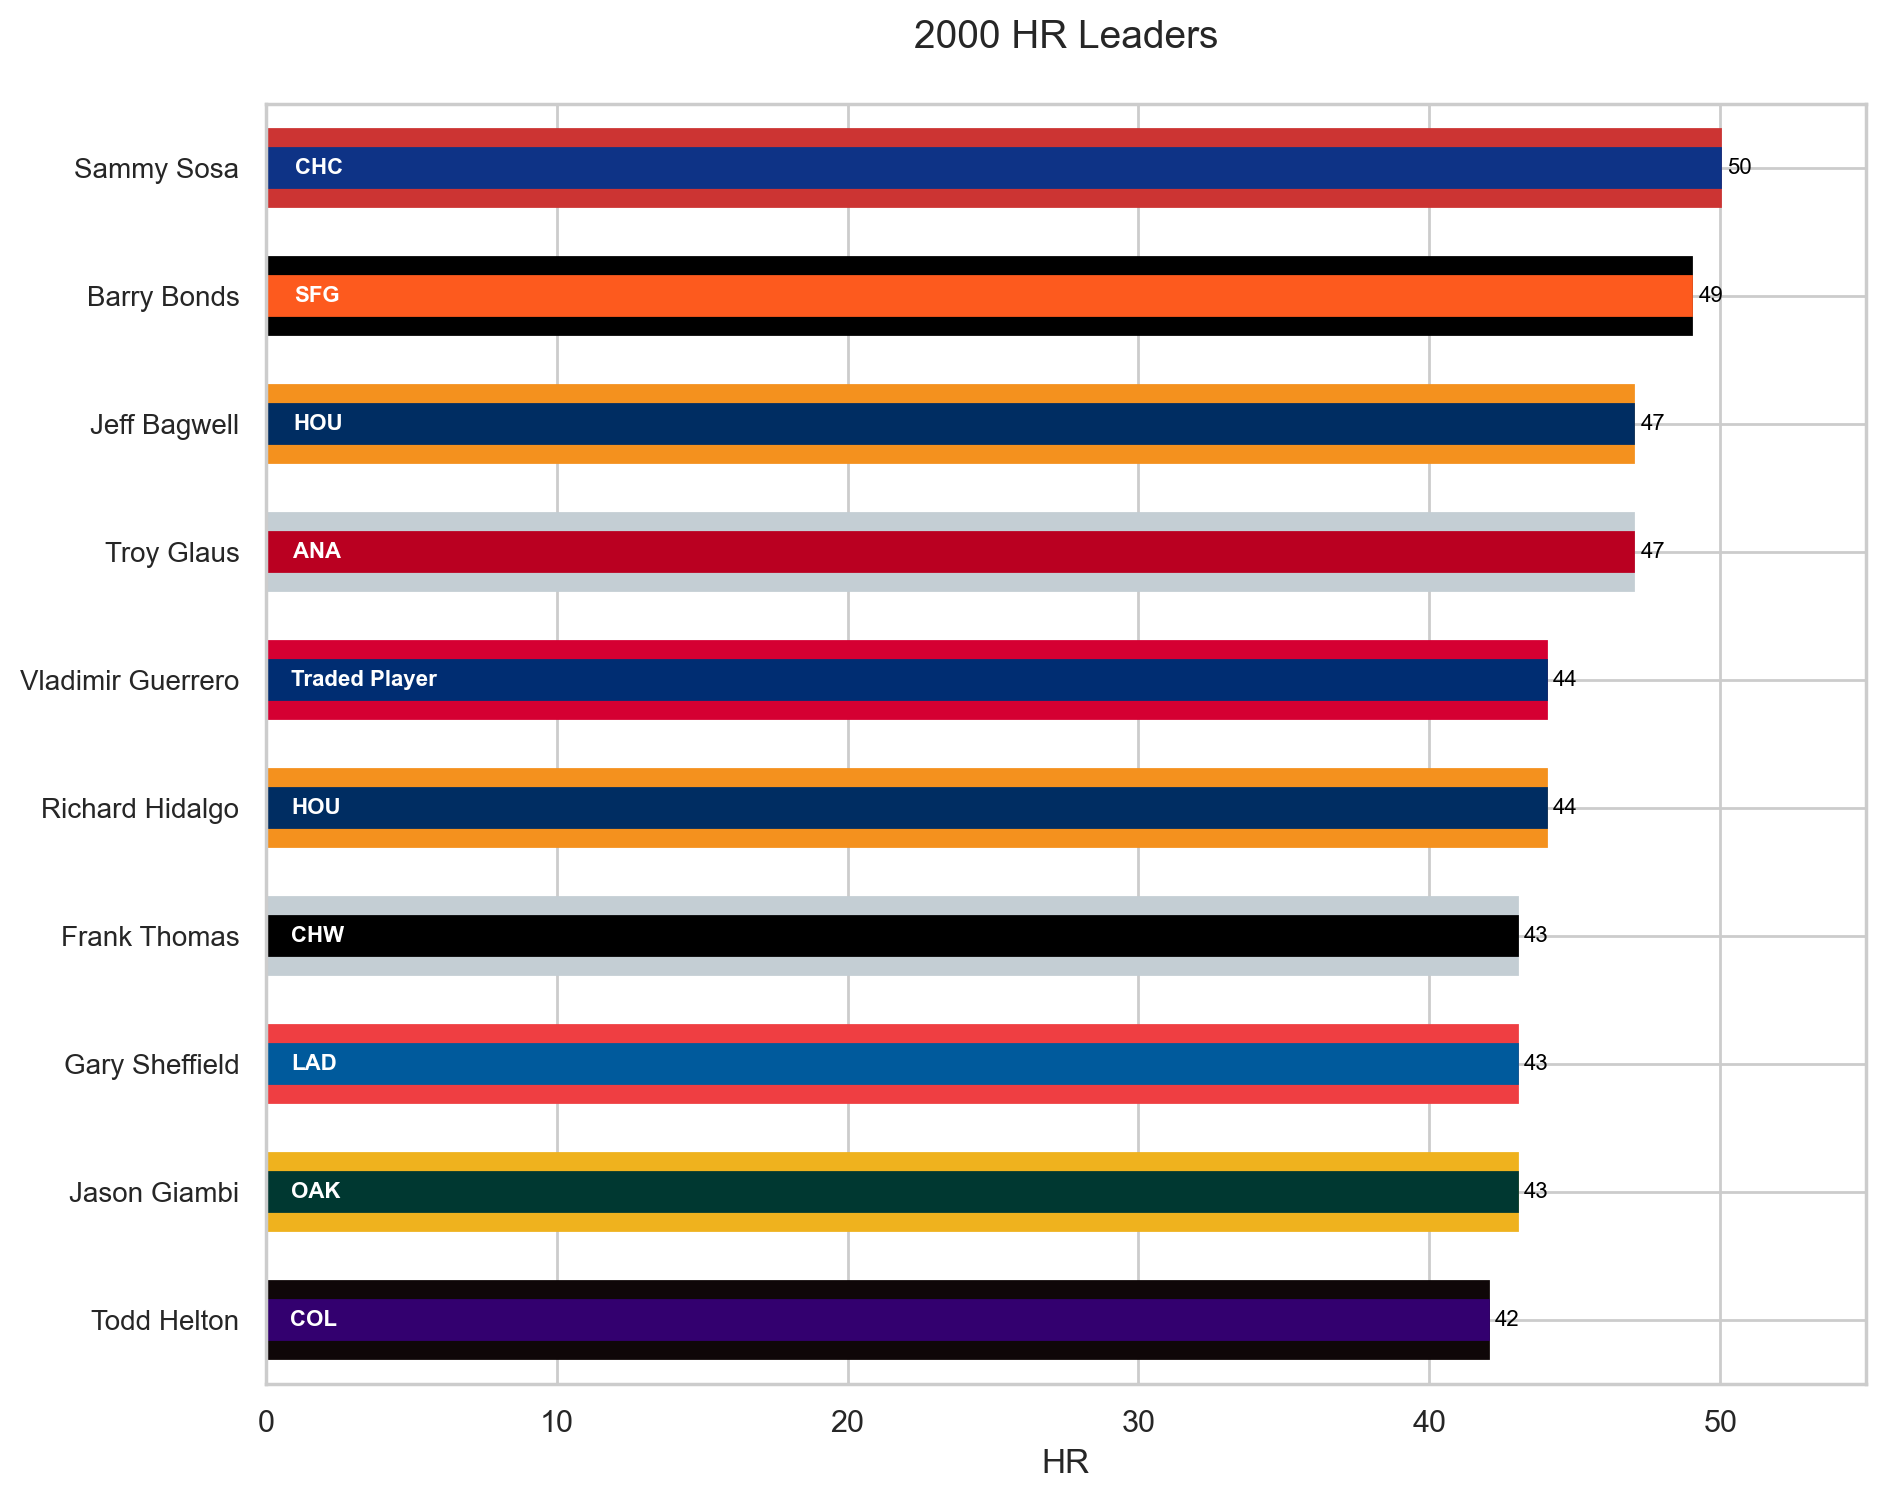 2000 HR Leaders
Sammy Sosa CHC 50
Barry Bonds SFG 49
Jeff Bagwell HOU 47
Troy Glaus ANA 47
Vladimir Guerrero Traded Player 44
Richard Hidalgo HOU 44
Frank Thomas CHW 43
Gary Sheffield LAD 43
Jason Giambi OAK 43
Todd Helton COL 42
0 10 20 30 40 50
HR